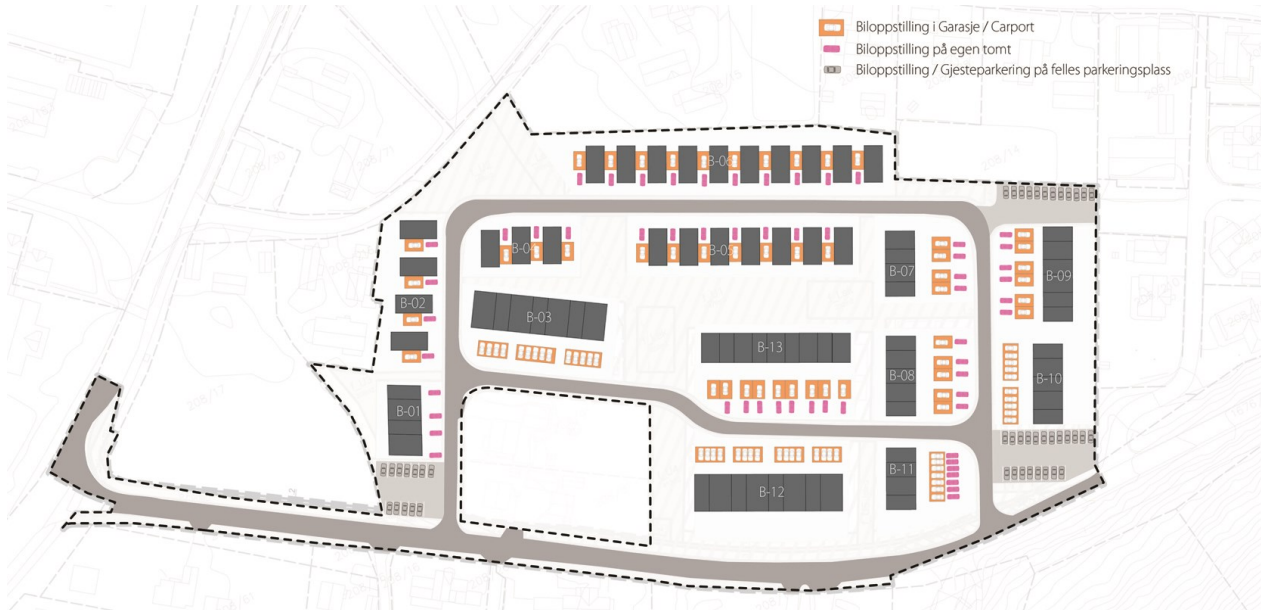 Biloppstilling i Garasje / Carport
Biloppstilling på egen tomt
Biloppstilling / Gjesteparkering på felles parkeringsplass
B-06
B-04
B-05
B-07
B-09
B-02
B-03
B-13
B-08
B-10
B-01
B-11
B-12